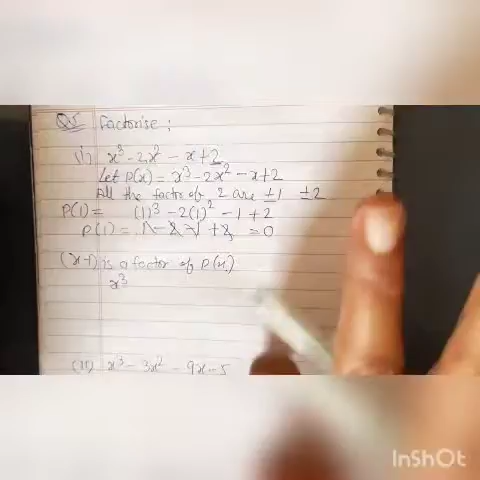 Q5 Factorise;
(i) x³ - 2x² - x + 2
Let P(x) = x³ - 2x² - x + 2
All the factor of 2 are ±1 ±2
P(1) = (1)³ - 2(1)² - 1 + 2
P(1) = 1 - 2 - 1 + 2 = 0
(x-1) is a factor of P(x)
x³
(ii) x³ - 3x² - 9x - 5
InShOt